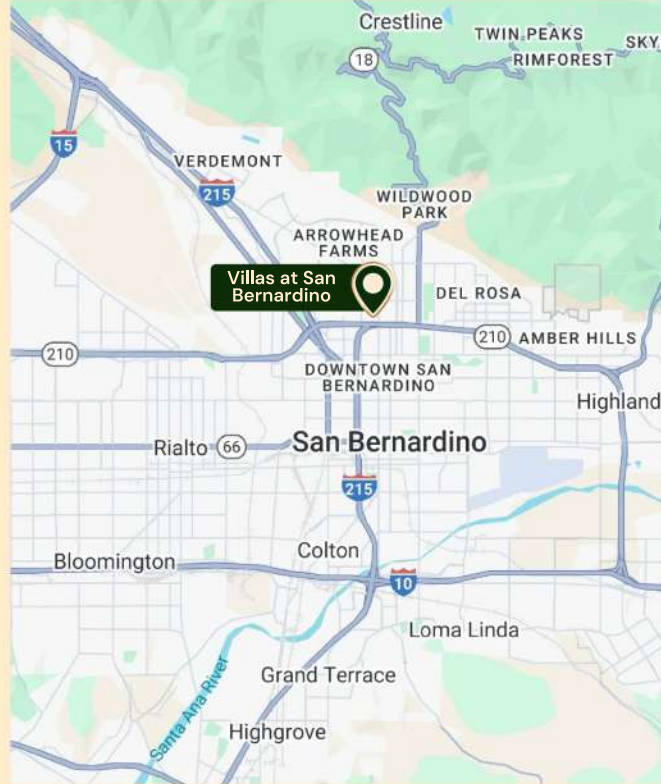 Crestline
TWIN PEAKS
SKY
18
RIMFOREST
15
VERDEMONT
215
WILDWOOD
PARK
ARROWHEAD
FARMS
Villas at San
Bernardino
DEL ROSA
210
AMBER HILLS
210
DOWNTOWN SAN
BERNARDINO
Highland
Rialto
66
San Bernardino
215
Colton
Bloomington
10
Loma Linda
Grand Terrace
Santa Ana River
Highgrove